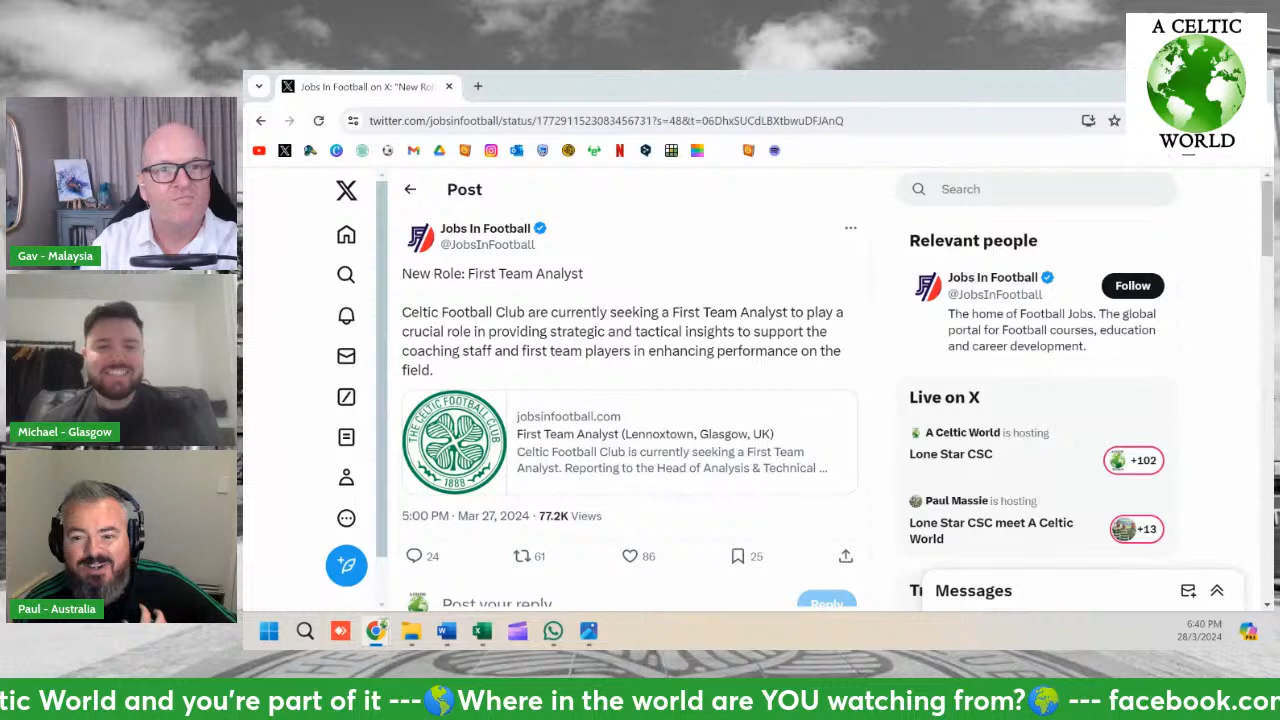 A CELTIC
WORLD
Jobs In Football on X: "New Rol
twitter.com/jobsinfootball/status/1772911523083456731?s=48&t=06DhxSUCdLBXtbwuDFJAnQ
Gav - Malaysia
Michael - Glasgow
Paul - Australia
Post
Jobs In Football
@JobsInFootball
New Role: First Team Analyst
Celtic Football Club are currently seeking a First Team Analyst to play a
crucial role in providing strategic and tactical insights to support the
coaching staff and first team players in enhancing performance on the
field.
THE CELTIC FOOTBALL CLUB
1888
jobsinfootball.com
First Team Analyst (Lennoxtown, Glasgow, UK)
Celtic Football Club is currently seeking a First Team
Analyst. Reporting to the Head of Analysis & Technical ...
5:00 PM · Mar 27, 2024 · 77.2K Views
24
61
86
25
Post your reply
Reply
Search
Relevant people
Jobs In Football
@JobsInFootball
Follow
The home of Football Jobs. The global
portal for Football courses, education
and career development.
Live on X
A Celtic World is hosting
Lone Star CSC
+102
Paul Massie is hosting
Lone Star CSC meet A Celtic
World
+13
Messages
6:40 PM
28/3/2024
tic World and you're part of it ---🌎Where in the world are YOU watching from?🌍 --- facebook.com